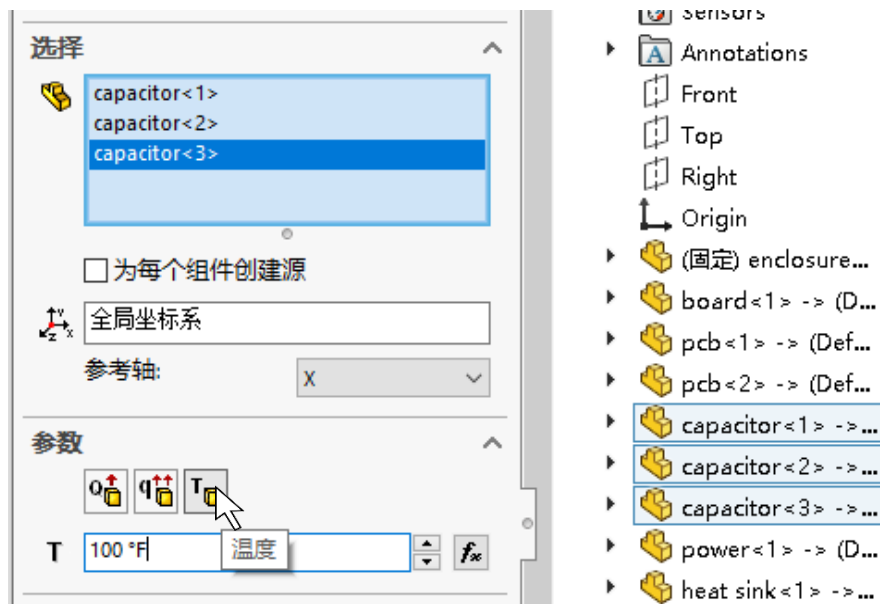 选择
capacitor<1>
capacitor<2>
capacitor<3>
为每个组件创建源
全局坐标系
参考轴:
X
参数
Q
q
T
T
100 °F
温度
fx
Sensors
Annotations
Front
Top
Right
Origin
(固定) enclosure...
board<1> -> (D...
pcb<1> -> (Def...
pcb<2> -> (Def...
capacitor<1> ->...
capacitor<2> ->...
capacitor<3> ->...
power<1> -> (D...
heat sink<1> ->...